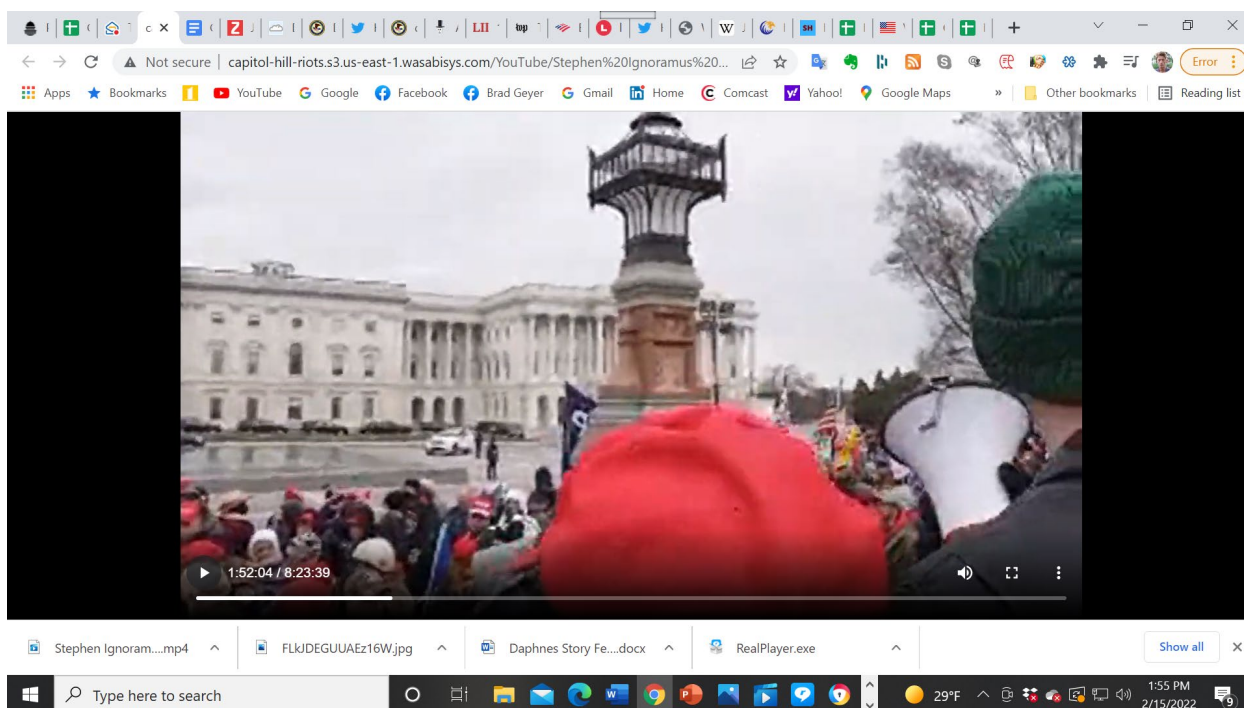 Not secure | capitol-hill-riots.s3.us-east-1.wasabisys.com/YouTube/Stephen%20Ignoramus%20... Error
Apps Bookmarks YouTube Google Facebook Brad Geyer Gmail Home Comcast Yahoo! Google Maps » Other bookmarks Reading list
1:52:04 / 8:23:39
Stephen Ignoram....mp4 FLkJDEGUUAEz16W.jpg Daphnes Story Fe....docx RealPlayer.exe Show all
Type here to search 29°F 1:55 PM
2/15/2022